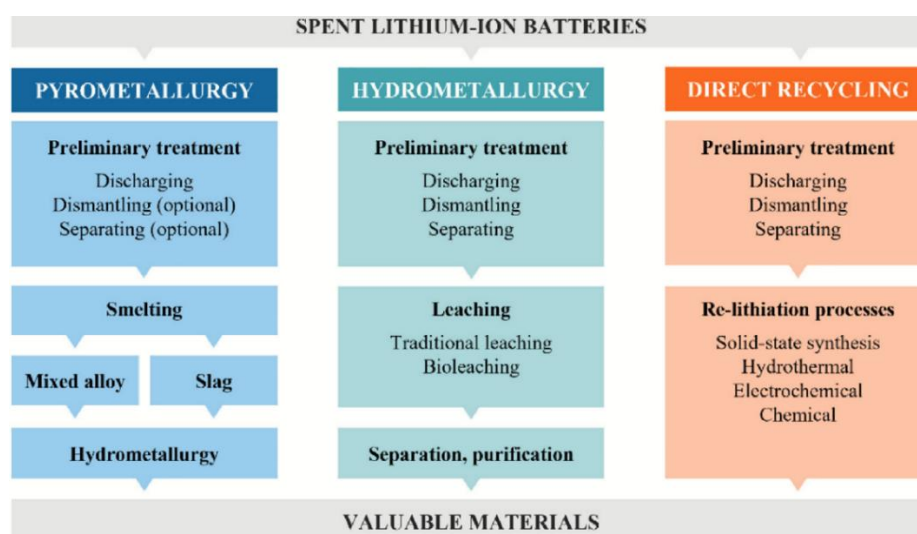 SPENT LITHIUM-ION BATTERIES
PYROMETALLURGY
Preliminary treatment
Discharging
Dismantling (optional)
Separating (optional)
Smelting
Mixed alloy
Slag
Hydrometallurgy
HYDROMETALLURGY
Preliminary treatment
Discharging
Dismantling
Separating
Leaching
Traditional leaching
Bioleaching
Separation, purification
DIRECT RECYCLING
Preliminary treatment
Discharging
Dismantling
Separating
Re-lithiation processes
Solid-state synthesis
Hydrothermal
Electrochemical
Chemical
VALUABLE MATERIALS